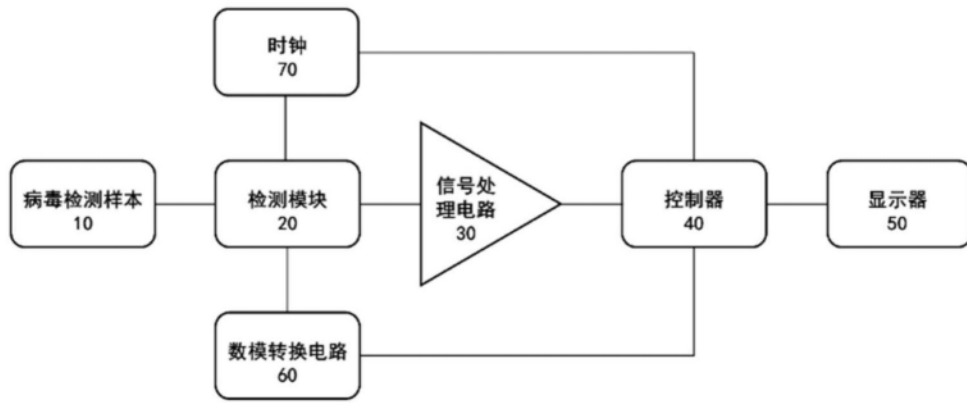 时钟
70
病毒检测样本
10
检测模块
20
信号处
理电路
30
控制器
40
显示器
50
数模转换电路
60